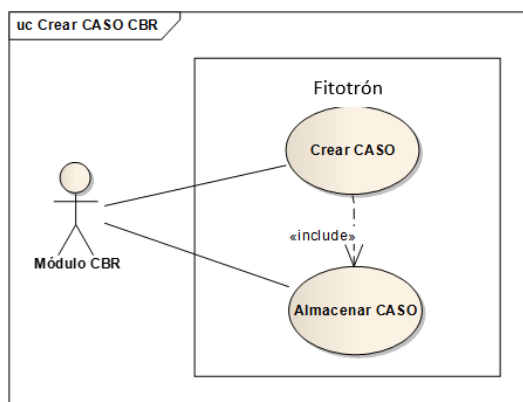 uc Crear CASO CBR
Fitotrón
Crear CASO
«include»
Módulo CBR
Almacenar CASO